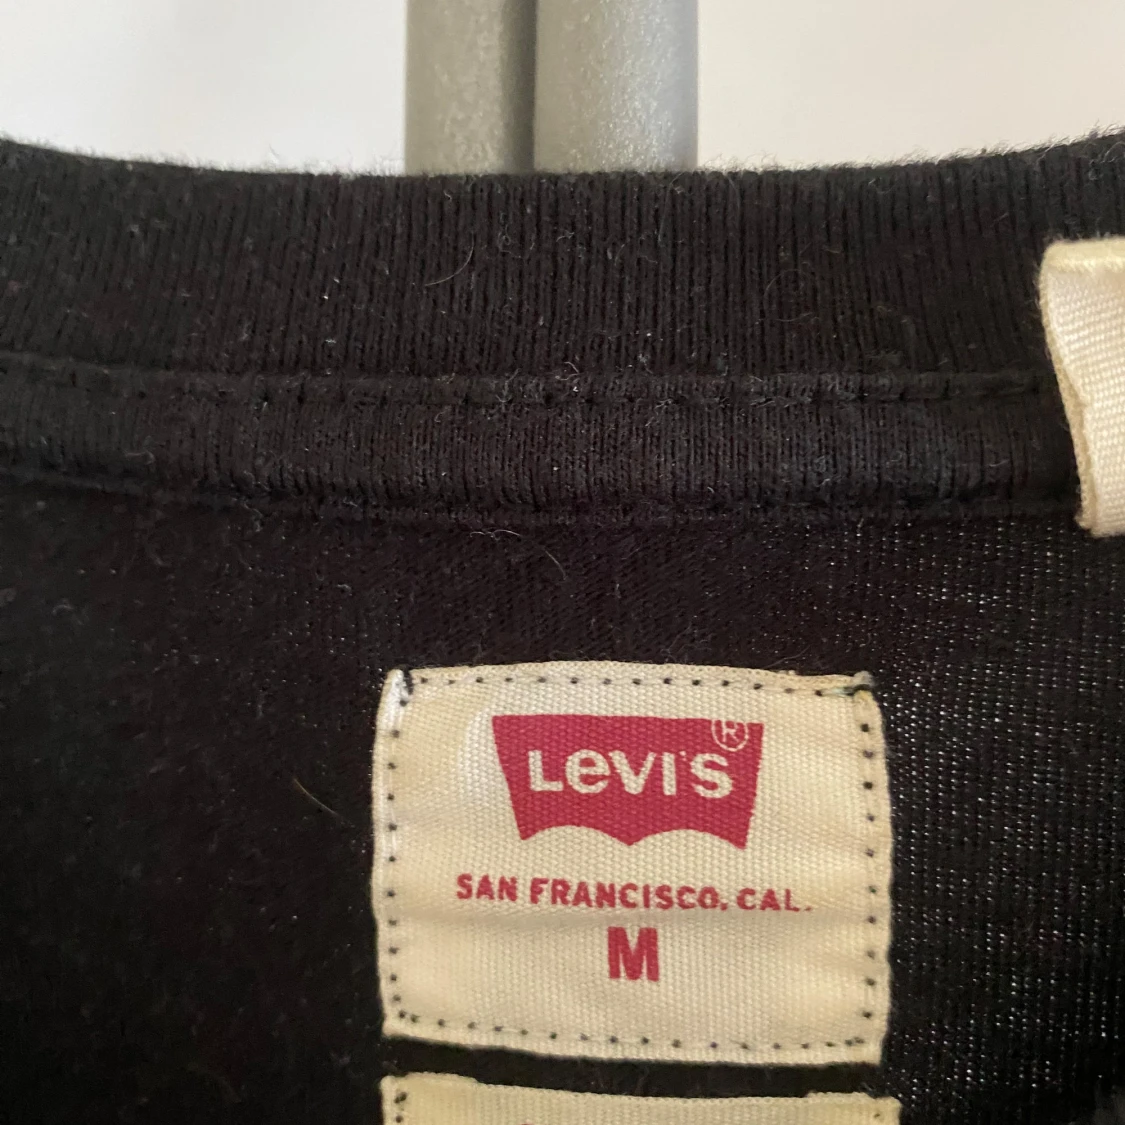 Levi's®
SAN FRANCISCO, CAL.
M